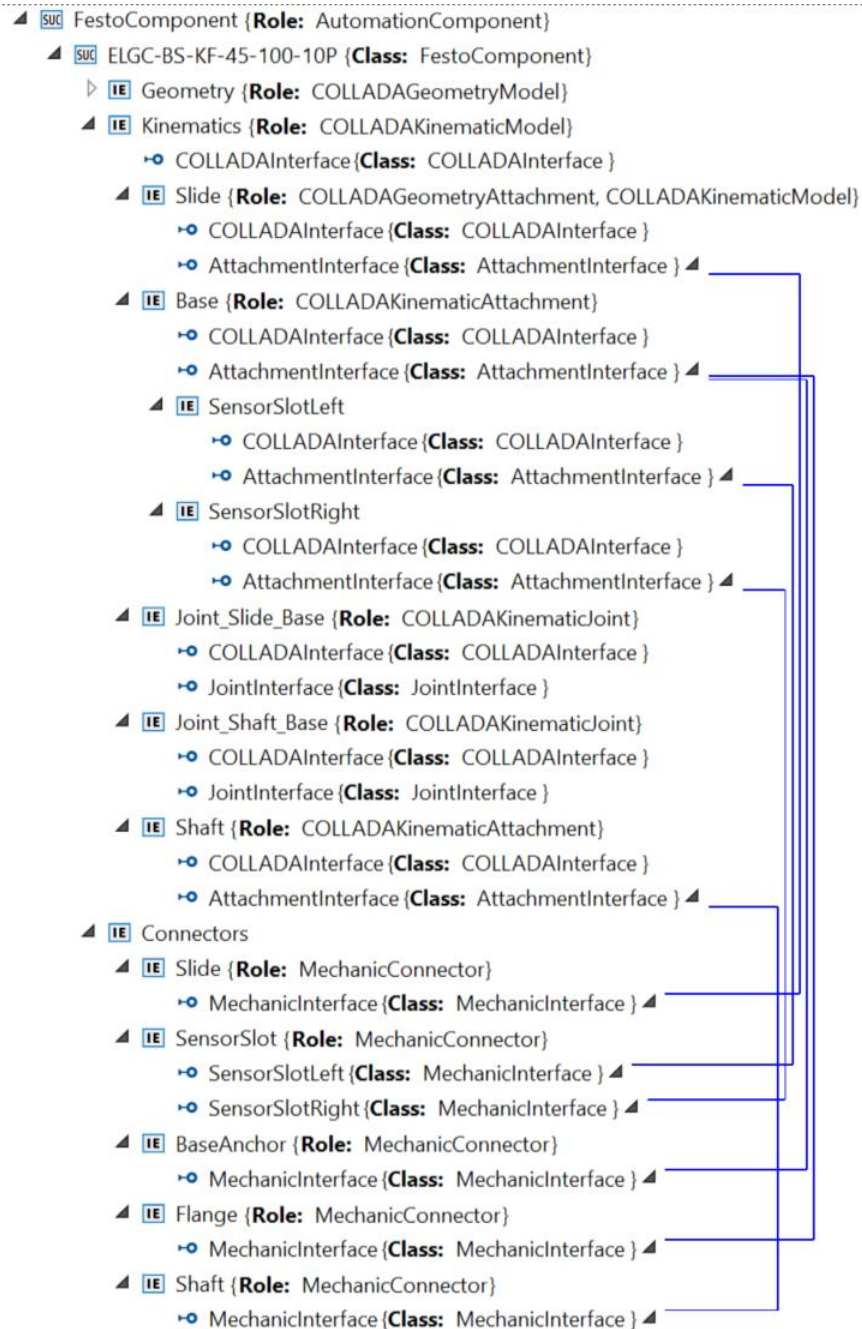 SUC FestoComponent {Role: AutomationComponent}
SUC ELGC-BS-KF-45-100-10P {Class: FestoComponent}
IE Geometry {Role: COLLADAGeometryModel}
IE Kinematics {Role: COLLADAKinematicModel}
COLLADAInterface {Class: COLLADAInterface }
IE Slide {Role: COLLADAGeometryAttachment, COLLADAKinematicModel}
COLLADAInterface {Class: COLLADAInterface }
AttachmentInterface {Class: AttachmentInterface }
IE Base {Role: COLLADAKinematicAttachment}
COLLADAInterface {Class: COLLADAInterface }
AttachmentInterface {Class: AttachmentInterface }
IE SensorSlotLeft
COLLADAInterface {Class: COLLADAInterface }
AttachmentInterface {Class: AttachmentInterface }
IE SensorSlotRight
COLLADAInterface {Class: COLLADAInterface }
AttachmentInterface {Class: AttachmentInterface }
IE Joint_Slide_Base {Role: COLLADAKinematicJoint}
COLLADAInterface {Class: COLLADAInterface }
JointInterface {Class: JointInterface }
IE Joint_Shaft_Base {Role: COLLADAKinematicJoint}
COLLADAInterface {Class: COLLADAInterface }
JointInterface {Class: JointInterface }
IE Shaft {Role: COLLADAKinematicAttachment}
COLLADAInterface {Class: COLLADAInterface }
AttachmentInterface {Class: AttachmentInterface }
IE Connectors
IE Slide {Role: MechanicConnector}
MechanicInterface {Class: MechanicInterface }
IE SensorSlot {Role: MechanicConnector}
SensorSlotLeft {Class: MechanicInterface }
SensorSlotRight {Class: MechanicInterface }
IE BaseAnchor {Role: MechanicConnector}
MechanicInterface {Class: MechanicInterface }
IE Flange {Role: MechanicConnector}
MechanicInterface {Class: MechanicInterface }
IE Shaft {Role: MechanicConnector}
MechanicInterface {Class: MechanicInterface }